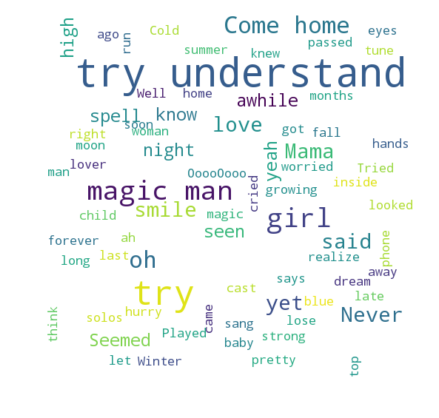 ago
run
Cold
Come home
eyes
high
summer
knew
passed
tune
try understand
Well
home
awhile
months
spell
soon
know
love
right
woman
got
fall
hands
moon
night
yeah
Mama
man
lover
OoooOooo
worried
Tried
magic man
cried
growing
inside
smile
child
magic
girl
looked
forever
ah
seen
said
realize
phone
long
last
oh
says
dream
away
try
cast
yet
blue
late
think
solos
hurry
came
sang
lose
Never
Seemed
Played
baby
strong
let
Winter
pretty
top